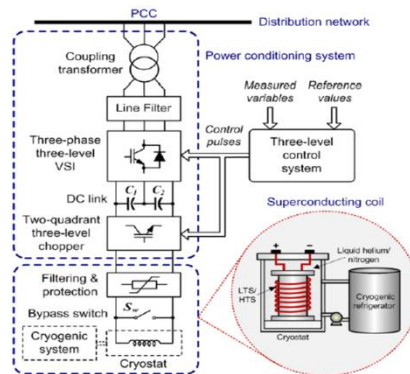 PCC
Distribution network
Coupling
transformer
Power conditioning system
Line Filter
Measured
variables
Reference
values
Three-phase
three-level
VSI
Control
pulses
Three-level
control
system
DC link
C1
C2
Two-quadrant
three-level
chopper
Superconducting coil
Filtering &
protection
Bypass switch
Cryogenic
system
Cryostat
+
–
Liquid helium/
nitrogen
LTS/
HTS
Cryogenic
refrigerator
Cryostat